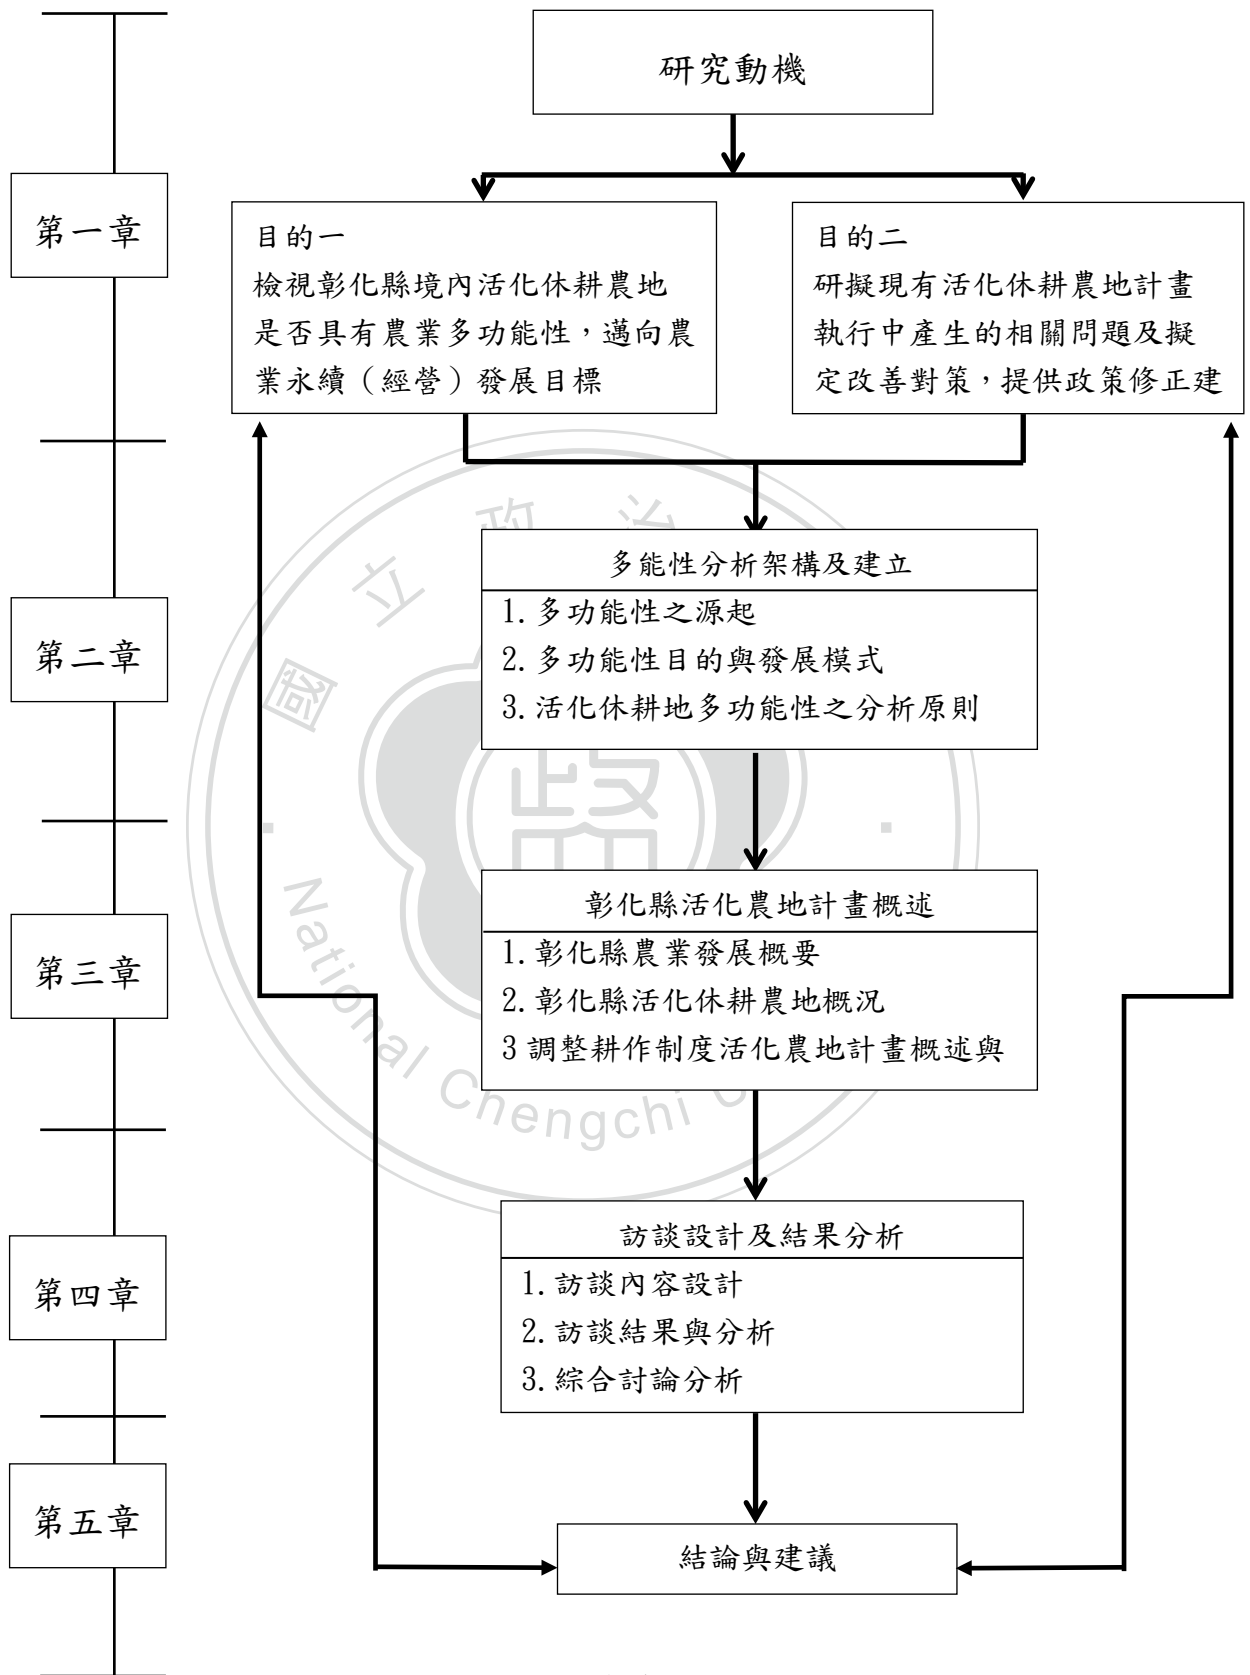 研究動機
第一章
目的一
檢視彰化縣境內活化休耕農地
是否具有農業多功能性，邁向農
業永續（經營）發展目標
目的二
研擬現有活化休耕農地計畫
執行中產生的相關問題及擬
定改善對策，提供政策修正建
國立政治
第二章
多能性分析架構及建立
1. 多功能性之源起
2. 多功能性目的與發展模式
3. 活化休耕地多功能性之分析原則
政
National Chengchi U
第三章
彰化縣活化農地計畫概述
1. 彰化縣農業發展概要
2. 彰化縣活化休耕農地概況
3 調整耕作制度活化農地計畫概述與
第四章
訪談設計及結果分析
1. 訪談內容設計
2. 訪談結果與分析
3. 綜合討論分析
第五章
結論與建議